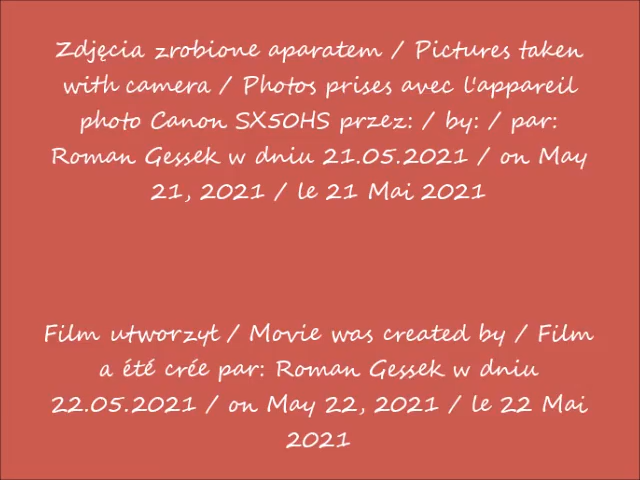 Zdjęcia zrobione aparatem / Pictures taken
with camera / Photos prises avec l'appareil
photo Canon SX50HS przez: / by: / par:
Roman Gessek w dniu 21.05.2021 / on May
21, 2021 / le 21 Mai 2021
Film utworzył / Movie was created by / Film
a été crée par: Roman Gessek w dniu
22.05.2021 / on May 22, 2021 / le 22 Mai
2021